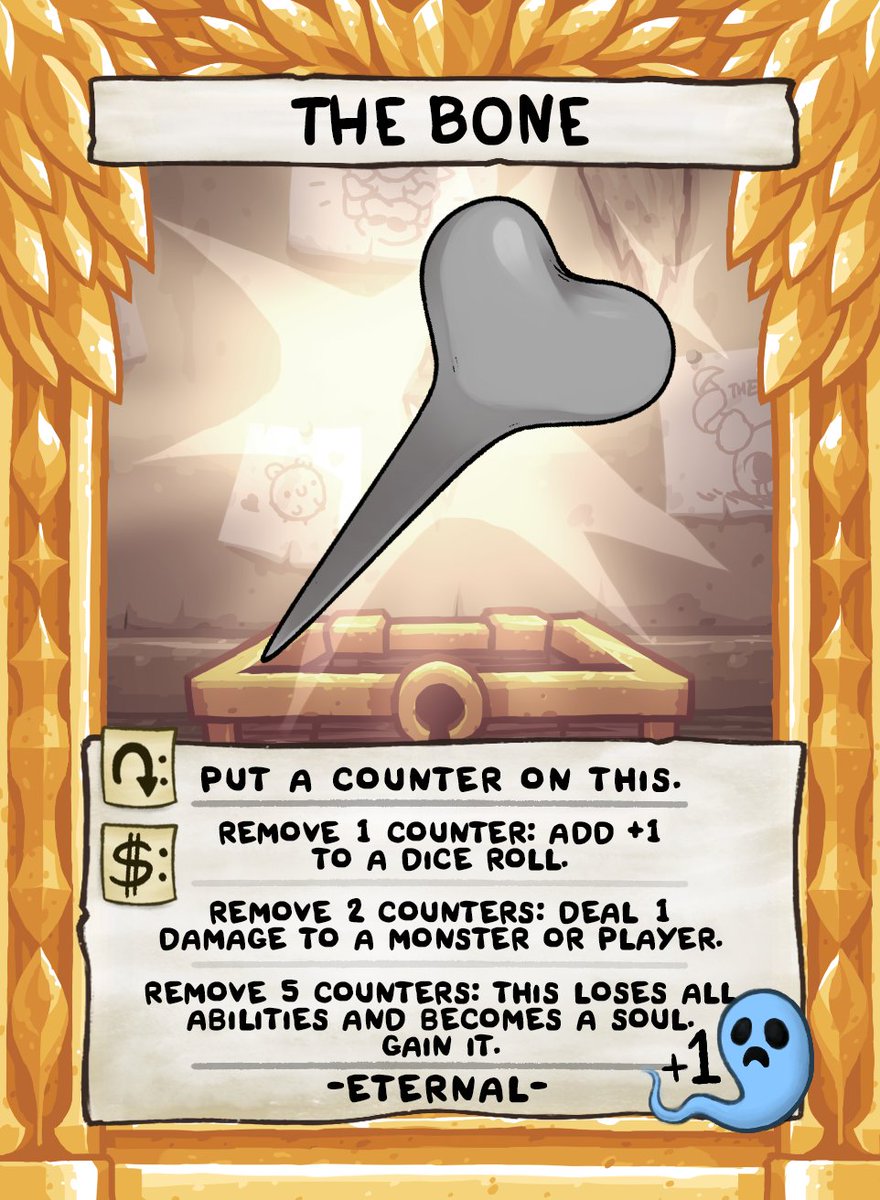 THE BONE
THE
PUT A COUNTER ON THIS.
$:
REMOVE 1 COUNTER: ADD +1
TO A DICE ROLL.
REMOVE 2 COUNTERS: DEAL 1
DAMAGE TO A MONSTER OR PLAYER.
REMOVE 5 COUNTERS: THIS LOSES ALL
ABILITIES AND BECOMES A SOUL.
GAIN IT.
+1
-ETERNAL-